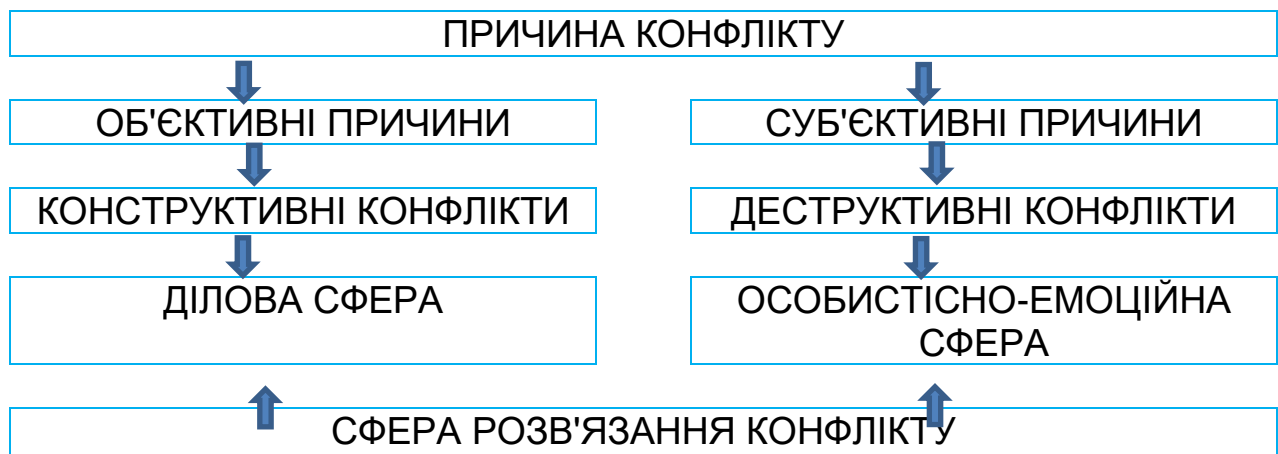 ПРИЧИНА КОНФЛІКТУ
ОБ'ЄКТИВНІ ПРИЧИНИ
СУБ'ЄКТИВНІ ПРИЧИНИ
КОНСТРУКТИВНІ КОНФЛІКТИ
ДЕСТРУКТИВНІ КОНФЛІКТИ
ДІЛОВА СФЕРА
ОСОБИСТІСНО-ЕМОЦІЙНА
СФЕРА
СФЕРА РОЗВ'ЯЗАННЯ КОНФЛІКТУ